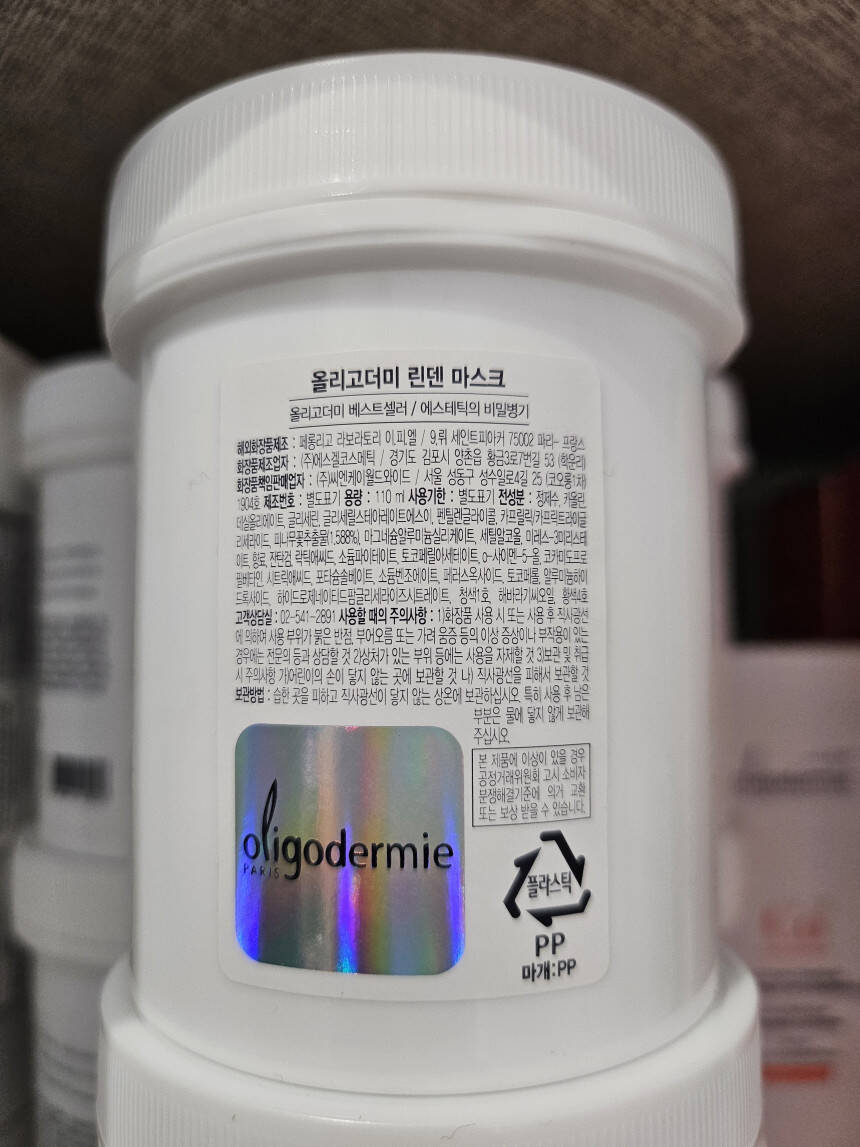 올리고더미 린덴 마스크
올리고더미 베스트셀러 / 에스테틱의 비밀병기
해외화장품제조 : 페롱리고 라보라토리 이.피.엘 / 9,뤼 세인트피아커 75002 파리- 프랑스
화장품제조업자 : (주)에스겔코스메틱 / 경기도 김포시 양촌읍 황금3로7번길 53 (학운리)
화장품책임판매업자 : (주)씨엔케이월드와이드 / 서울 성동구 성수일로4길 25 (코오롱1차)
1904호 제조번호 : 별도표기 용량 : 110 ml 사용기한 : 별도표기 전성분 : 정제수, 카올린,
데실올리에이트, 글리세린, 글리세릴스테아레이트에스이, 펜틸렌글라이콜, 카프릴릭/카프릭트라이글
리세라이드, 피나무꽃추출물(1.588%), 마그네슘알루미늄실리케이트, 세틸알코올, 미레스-3미리스테
이트, 향료, 잔탄검, 락틱애씨드, 소듐파이테이트, 토코페릴아세테이트, o-사이멘-5-올, 코카미도프로
필베타인, 시트릭애씨드, 포타슘솔베이트, 소듐벤조에이트, 페러스옥사이드, 토코페롤, 알루미늄하이
드록사이드, 하이드로제네이티드팜글리세라이즈시트레이트, 청색1호, 해바라기씨오일, 황색4호
고객상담실 : 02-541-2891 사용할 때의 주의사항 : 1)화장품 사용 시 또는 사용 후 직사광선
에 의하여 사용 부위가 붉은 반점, 부어오름 또는 가려움증 등의 이상 증상이나 부작용이 있는
경우에는 전문의 등과 상담할 것 2)상처가 있는 부위 등에는 사용을 자제할 것 3)보관 및 취급
시 주의사항 가)어린이의 손이 닿지 않는 곳에 보관할 것 나) 직사광선을 피해서 보관할 것
보관방법 : 습한 곳을 피하고 직사광선이 닿지 않는 상온에 보관하십시오. 특히 사용 후 남은
부분은 물에 닿지 않게 보관해
주십시오.
본 제품에 이상이 있을 경우
공정거래위원회 고시 소비자
분쟁해결기준에 의거 교환
또는 보상 받을 수 있습니다.
oligodermie
PARIS
플라스틱
PP
마개:PP